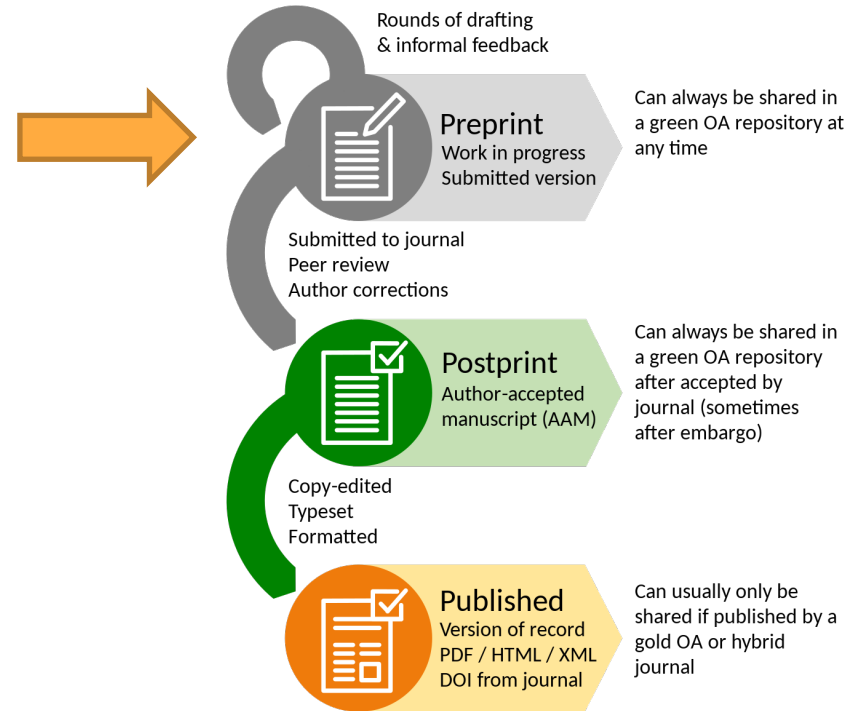 Rounds of drafting
& informal feedback
Preprint
Work in progress
Submitted version
Can always be shared in
a green OA repository at
any time
Submitted to journal
Peer review
Author corrections
Postprint
Author-accepted
manuscript (AAM)
Can always be shared in
a green OA repository
after accepted by
journal (sometimes
after embargo)
Copy-edited
Typeset
Formatted
Published
Version of record
PDF / HTML / XML
DOI from journal
Can usually only be
shared if published by a
gold OA or hybrid
journal